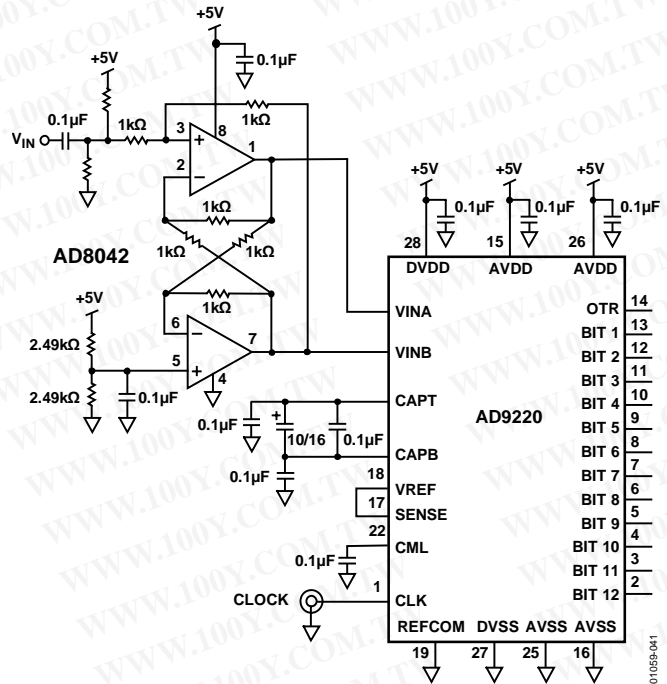 +5V
+5V
0.1µF
0.1µF
VIN
1kΩ
1kΩ
3
+
8
1
2
–
1kΩ
1kΩ
1kΩ
AD8042
1kΩ
+5V
2.49kΩ
6
–
7
5
+
4
2.49kΩ
0.1µF
+5V
+5V
+5V
0.1µF
0.1µF
0.1µF
28
15
26
DVDD
AVDD
AVDD
VINA
VINB
CAPT
0.1µF
+
10/16
0.1µF
CAPB
0.1µF
18
VREF
17
SENSE
22
CML
0.1µF
1
CLOCK
CLK
AD9220
OTR 14
BIT 1 13
BIT 2 12
BIT 3 11
BIT 4 10
BIT 5 9
BIT 6 8
BIT 7 7
BIT 8 6
BIT 9 5
BIT 10 4
BIT 11 3
BIT 12 2
REFCOM DVSS AVSS AVSS
19 27 25 16
01059-041
WWW.100Y.COM.TW